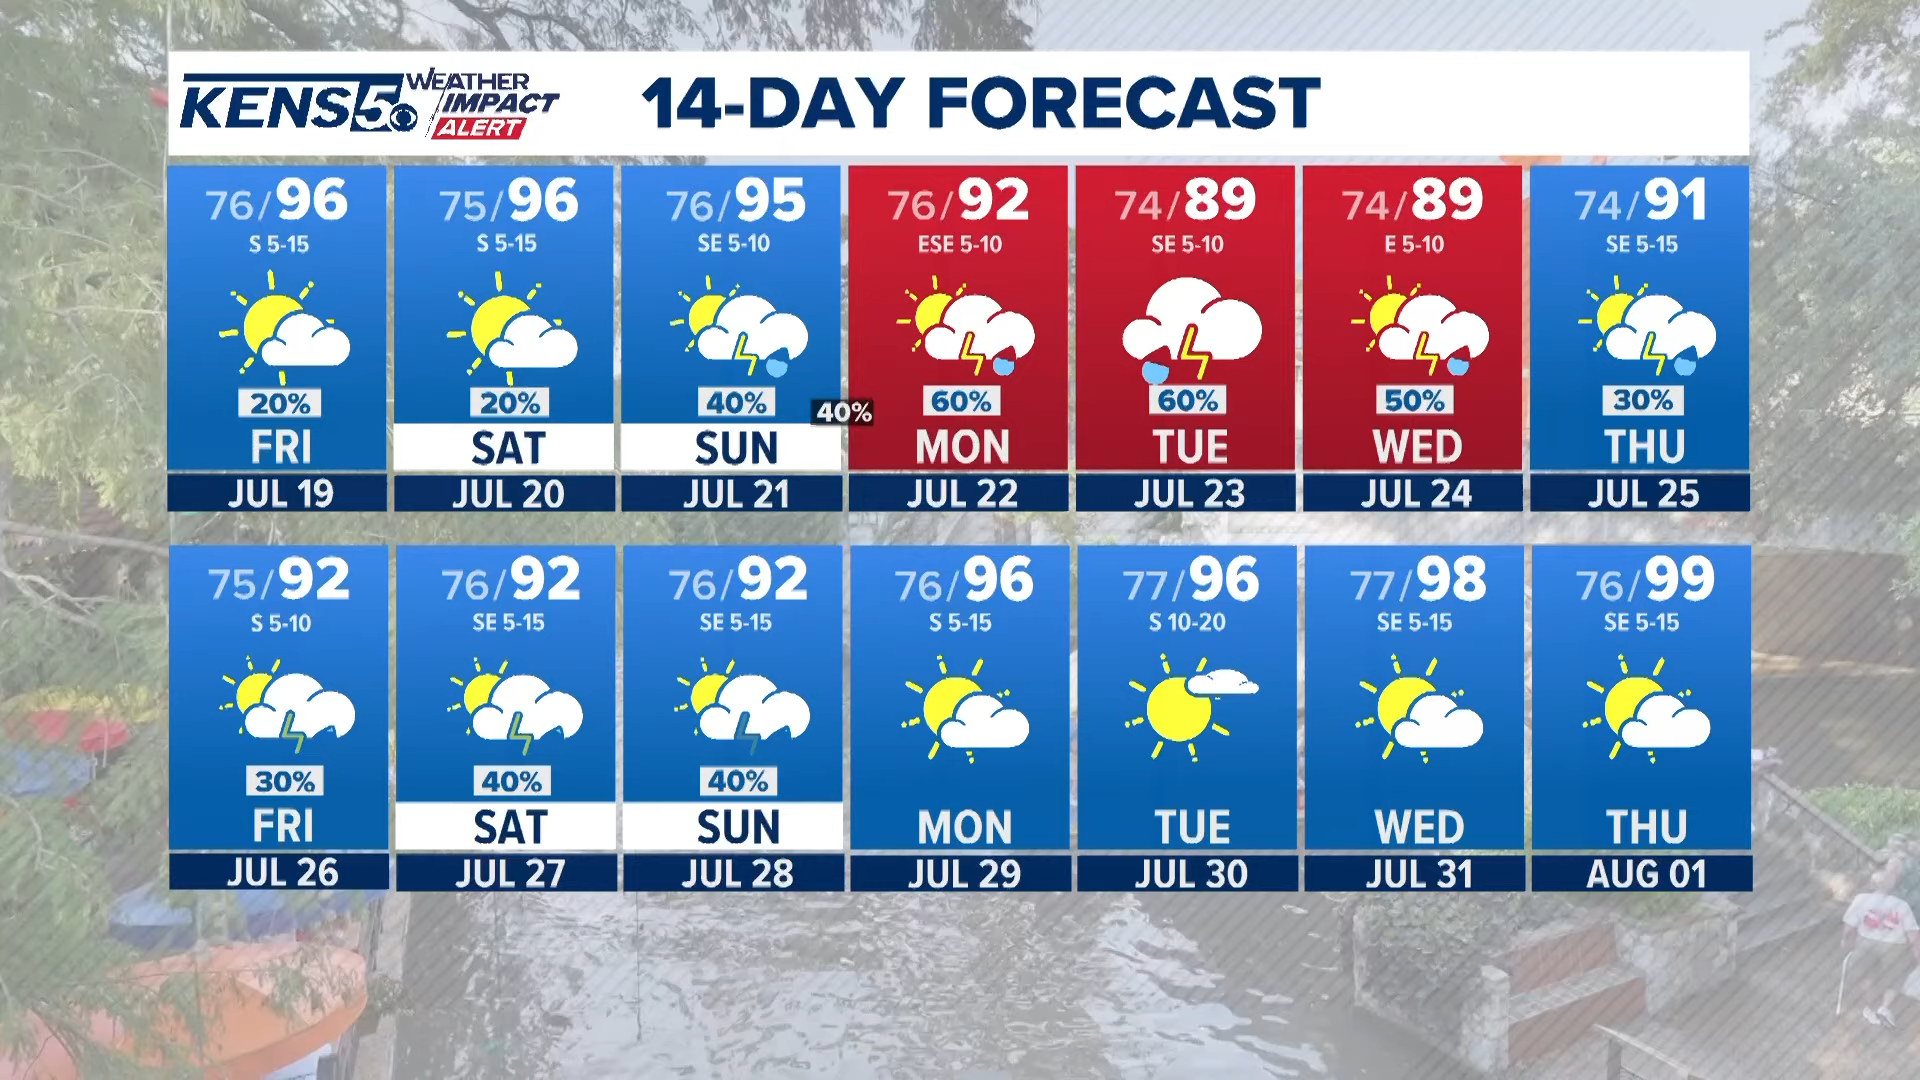 KENS 5 WEATHER IMPACT ALERT
14-DAY FORECAST
76/96 75/96 76/95 76/92 74/89 74/89 74/91
S 5-15 S 5-15 SE 5-10 ESE 5-10 SE 5-10 E 5-10 SE 5-15
20% 20% 40% 40% 60% 60% 50% 30%
FRI SAT SUN MON TUE WED THU
JUL 19 JUL 20 JUL 21 JUL 22 JUL 23 JUL 24 JUL 25
75/92 76/92 76/92 76/96 77/96 77/98 76/99
S 5-10 SE 5-15 SE 5-15 S 5-15 S 10-20 SE 5-15 SE 5-15
30% 40% 40%
FRI SAT SUN MON TUE WED THU
JUL 26 JUL 27 JUL 28 JUL 29 JUL 30 JUL 31 AUG 01